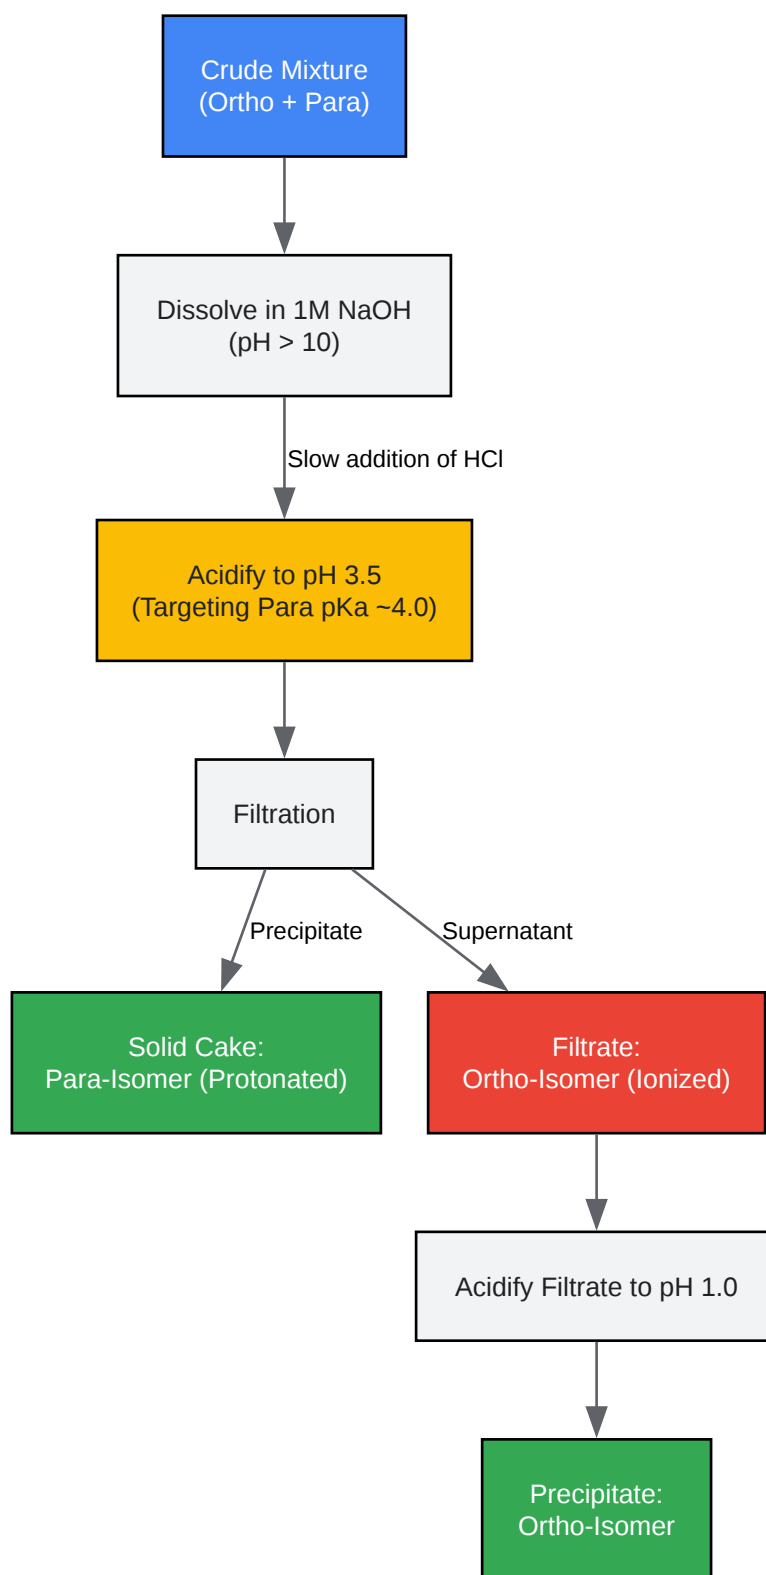 Crude Mixture
(Ortho + Para)
Dissolve in 1M NaOH
(pH > 10)
Slow addition of HCl
Acidify to pH 3.5
(Targeting Para pKa ~4.0)
Filtration
Precipitate
Supernatant
Solid Cake:
Para-Isomer (Protonated)
Filtrate:
Ortho-Isomer (Ionized)
Acidify Filtrate to pH 1.0
Precipitate:
Ortho-Isomer